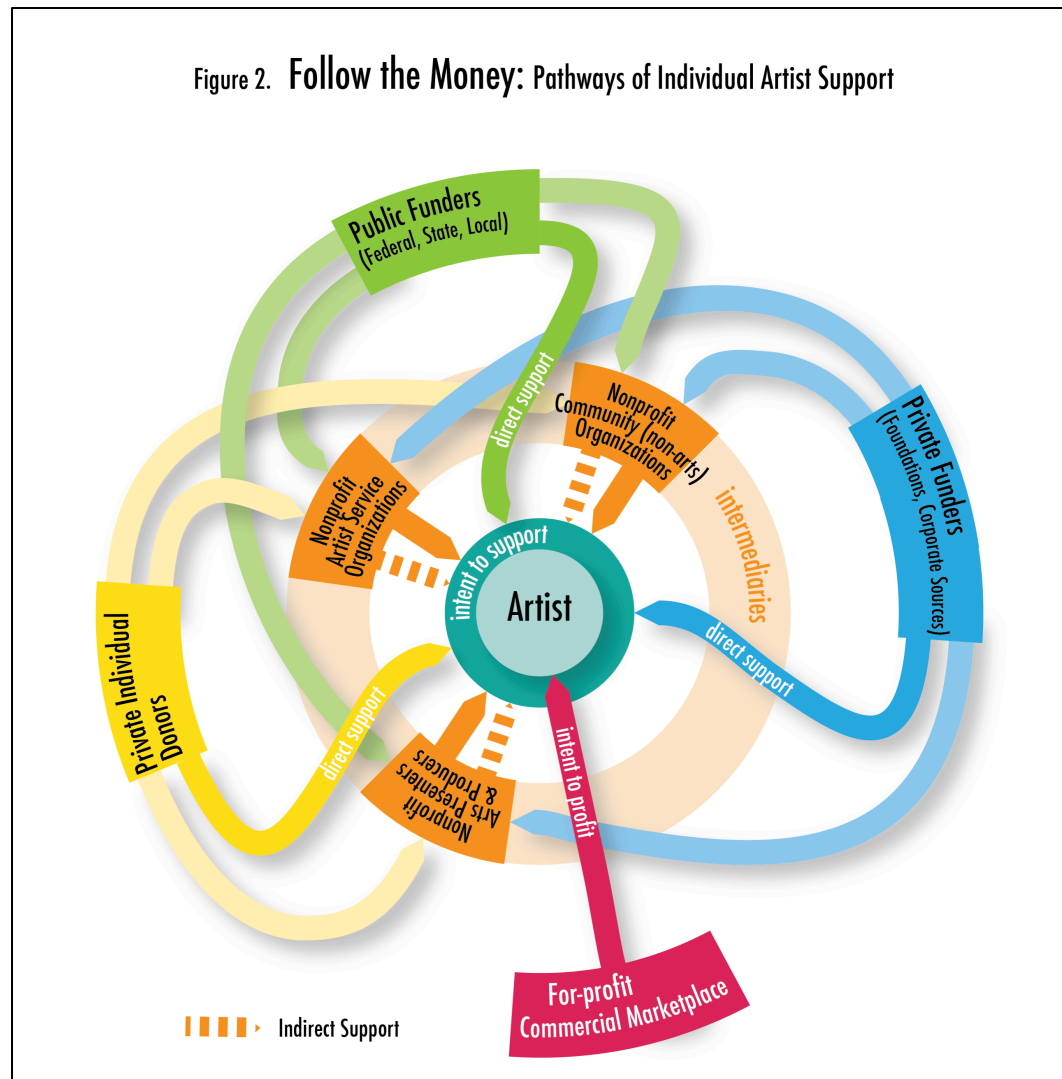 Figure 2. Follow the Money: Pathways of Individual Artist Support
Public Funders
(Federal, State, Local)
direct support
Nonprofit
Community (non-arts)
Organizations
Private Funders
(Foundations, Corporate Sources)
Nonprofit
Artist Service
Organizations
intermediaries
intent to support
Artist
direct support
Private Individual
Donors
direct support
Nonprofit
Arts Presenters
& Producers
intent to profit
For-profit
Commercial Marketplace
Indirect Support